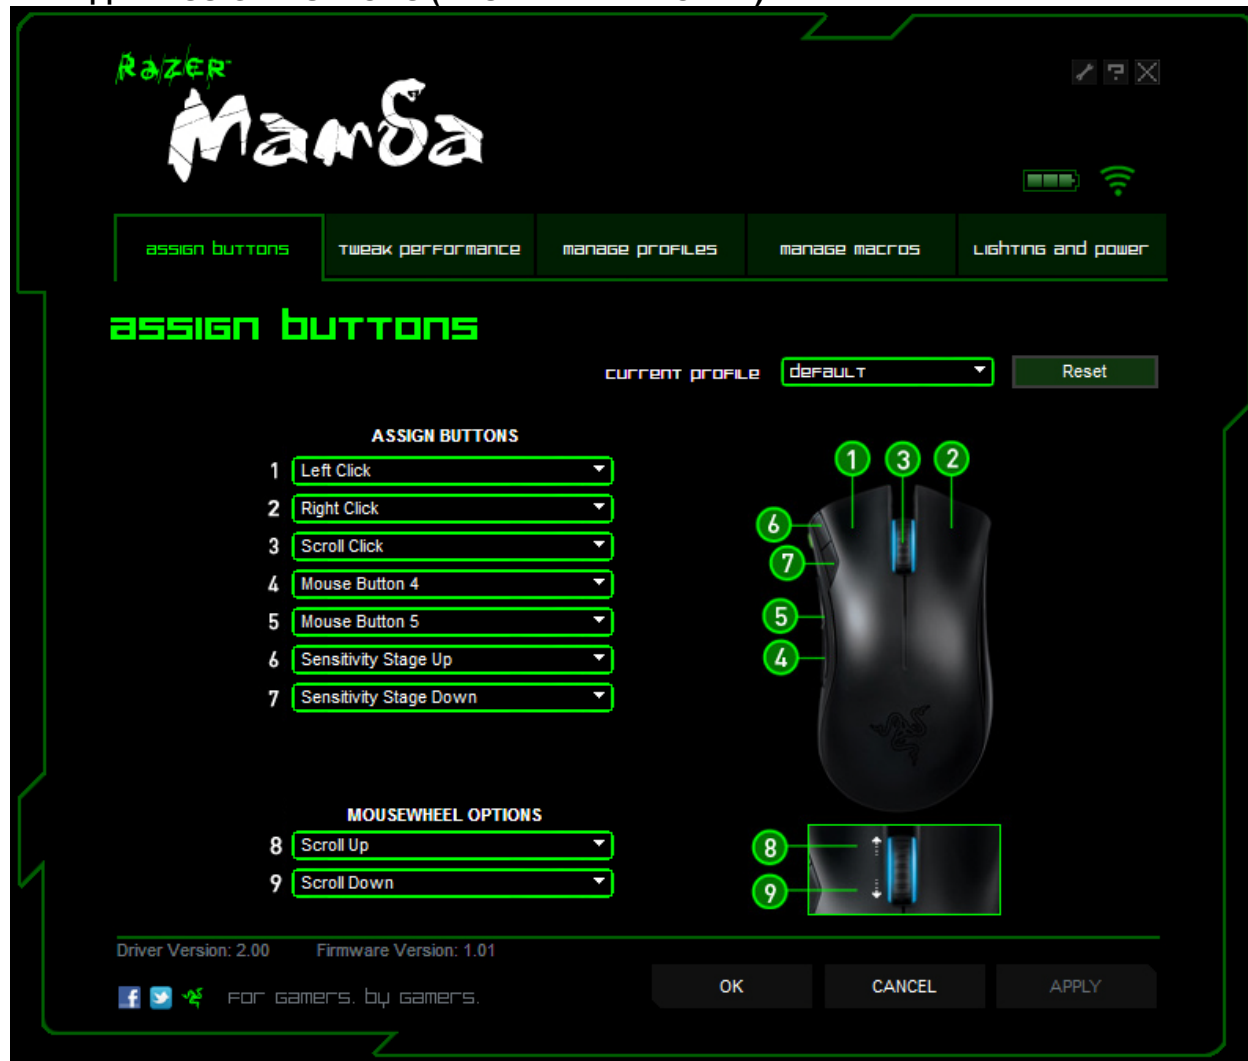 RAZER
MamBa
assign buttons
Tweak performance
manage profiles
manage macros
Lighting and power
assign buttons
current profile
default
Reset
ASSIGN BUTTONS
1 Left Click
2 Right Click
3 Scroll Click
4 Mouse Button 4
5 Mouse Button 5
6 Sensitivity Stage Up
7 Sensitivity Stage Down
1 3 2
6
7
5
4
MOUSEWHEEL OPTIONS
8 Scroll Up
9 Scroll Down
8
9
Driver Version: 2.00 Firmware Version: 1.01
For gamers. by gamers.
OK
CANCEL
APPLY